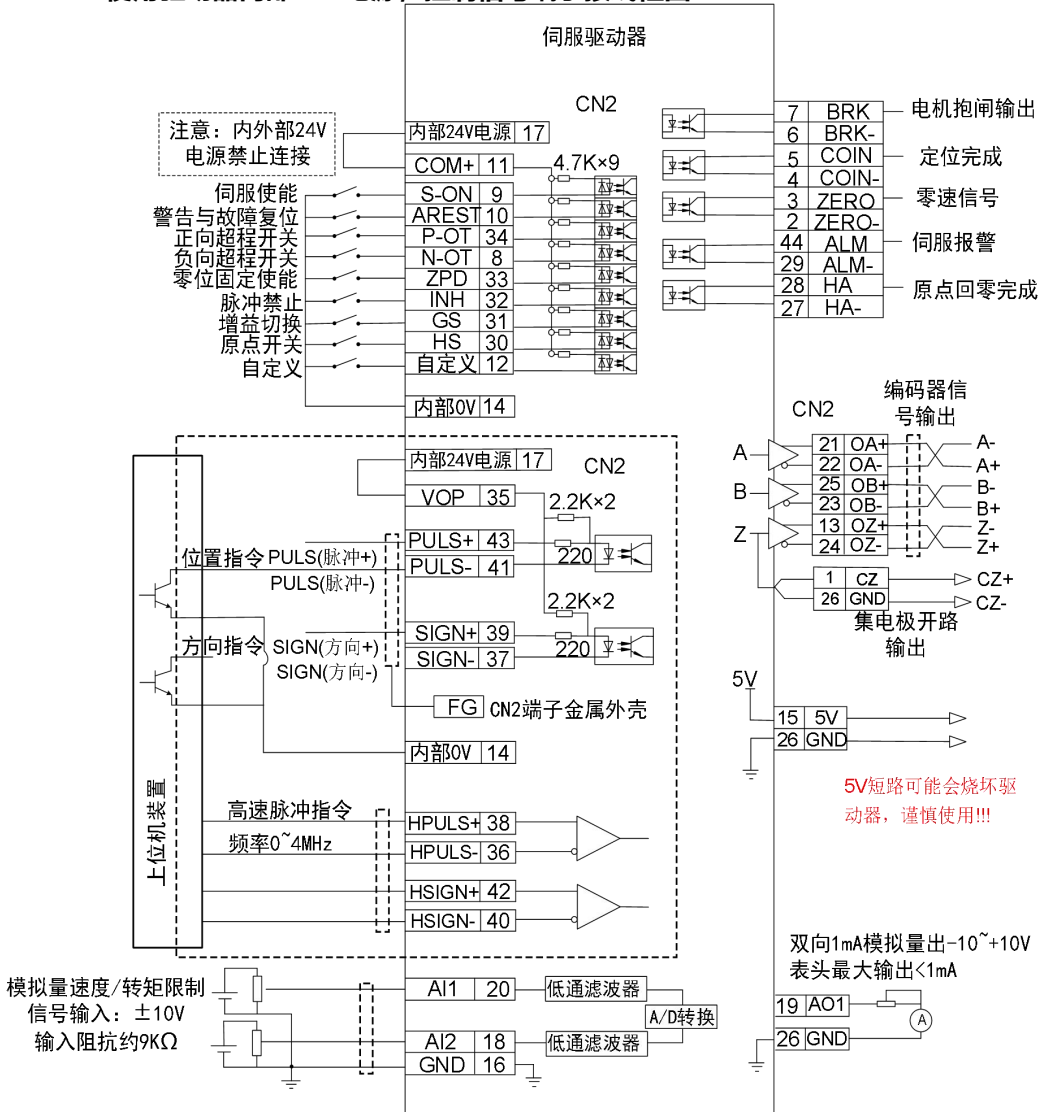 伺服驱动器
CN2
注意：内外部24V
电源禁止连接
内部24V电源 17
COM+ 11
4.7K×9
伺服使能 S-ON 9
警告与故障复位 AREST 10
正向超程开关 P-OT 34
负向超程开关 N-OT 8
零位固定使能 ZPD 33
脉冲禁止 INH 32
增益切换 GS 31
原点开关 HS 30
自定义 自定义 12
内部0V 14
7 BRK 电机抱闸输出
6 BRK-
5 COIN 定位完成
4 COIN-
3 ZERO 零速信号
2 ZERO-
44 ALM 伺服报警
29 ALM-
28 HA 原点回零完成
27 HA-
内部24V电源 17
CN2
VOP 35
2.2K×2
PULS+ 43
位置指令 PULS(脉冲+)
220
PULS- 41
PULS(脉冲-)
2.2K×2
SIGN+ 39
方向指令 SIGN(方向+)
220
SIGN- 37
SIGN(方向-)
FG CN2端子金属外壳
内部0V 14
上位机装置
高速脉冲指令
HPULS+ 38
频率0~4MHz
HPULS- 36
HSIGN+ 42
HSIGN- 40
CN2
编码器信
号输出
A 21 OA+ A-
22 OA- A+
B 25 OB+ B-
23 OB- B+
Z 13 OZ+ Z-
24 OZ- Z+
1 CZ CZ+
26 GND CZ-
集电极开路
输出
5V
15 5V
26 GND
5V短路可能会烧坏驱
动器，谨慎使用!!!
模拟量速度/转矩限制
信号输入：±10V
输入阻抗约9KΩ
AI1 20 低通滤波器
A/D转换
AI2 18 低通滤波器
GND 16
双向1mA模拟量出-10~+10V
表头最大输出<1mA
19 AO1
A
26 GND